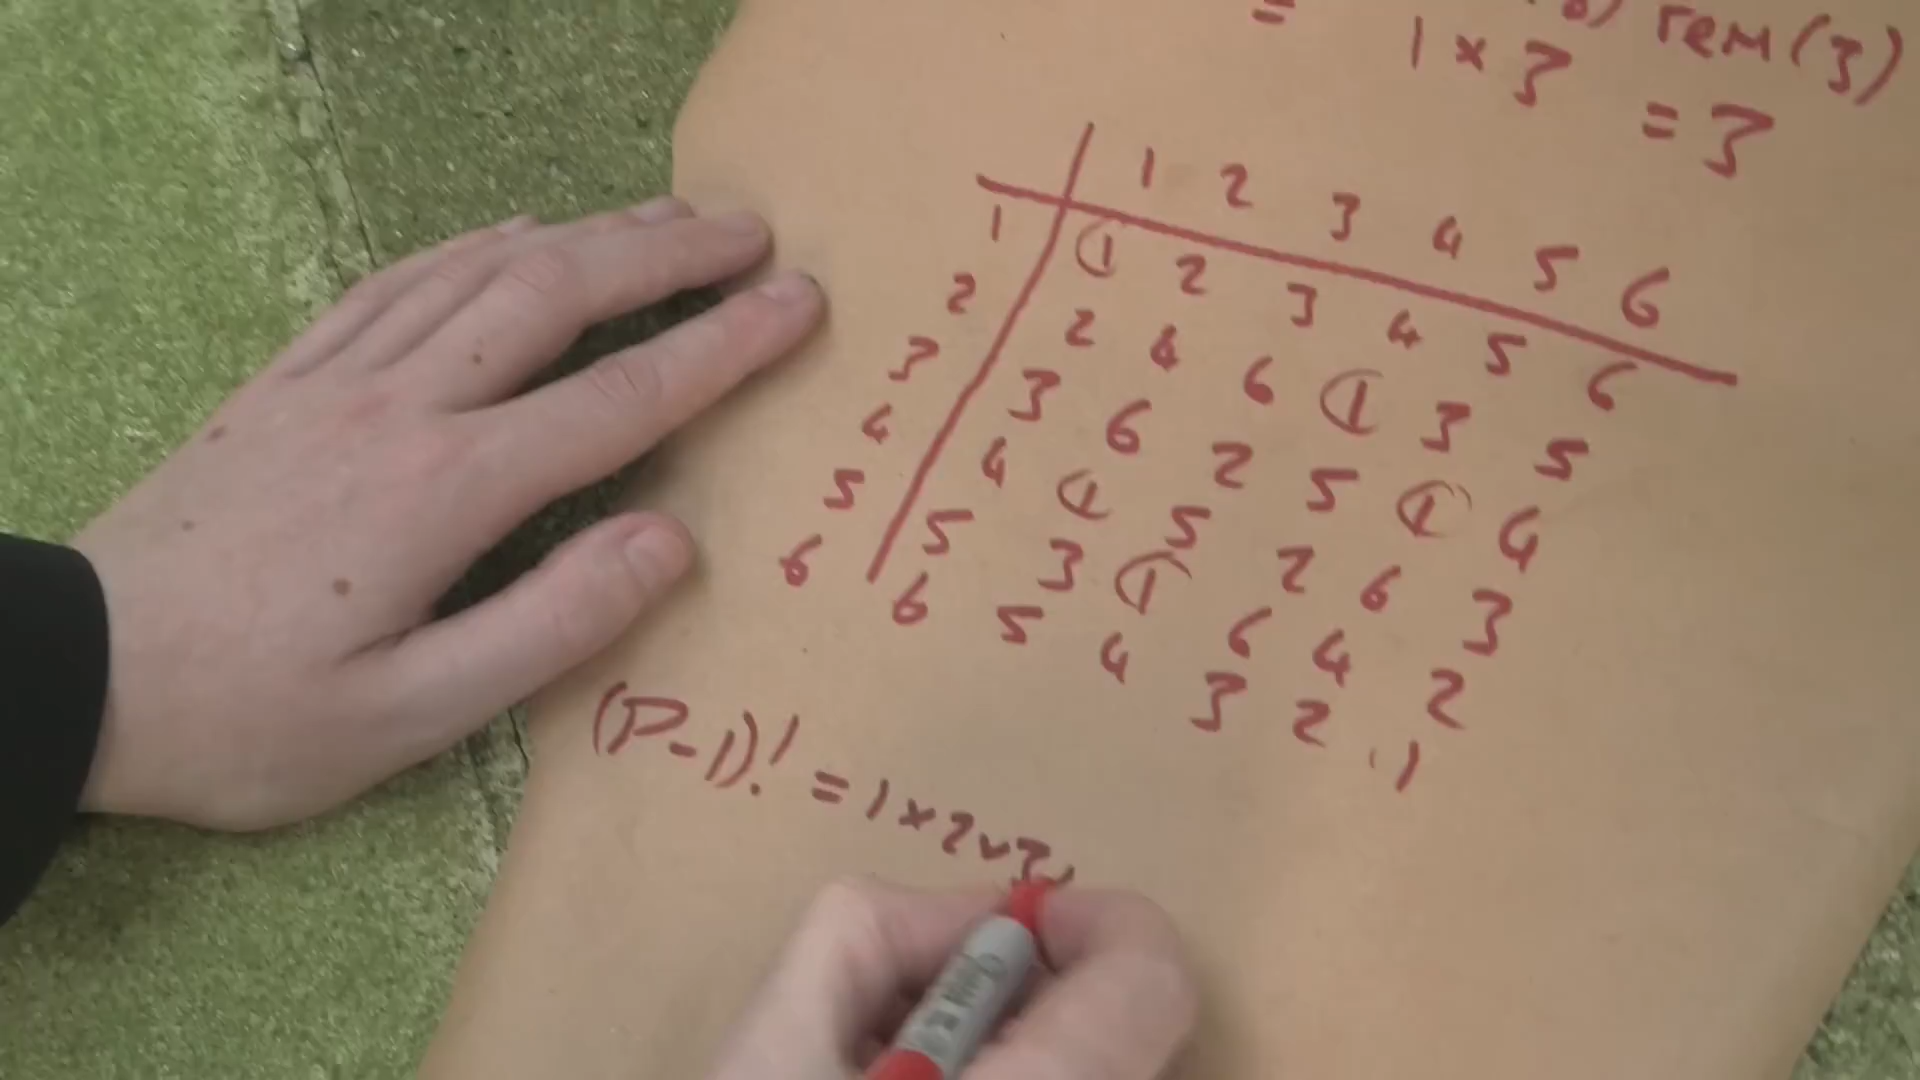 = rem(3)
1 × 3 = 3
1 2 3 4 5 6
1 1 2 3 4 5 6
2 2 4 6 1 3 5
3 3 6 2 5 1 4
4 4 1 5 2 6 3
5 5 3 1 6 4 2
6 6 5 4 3 2 1
(P-1)! = 1×2×3×